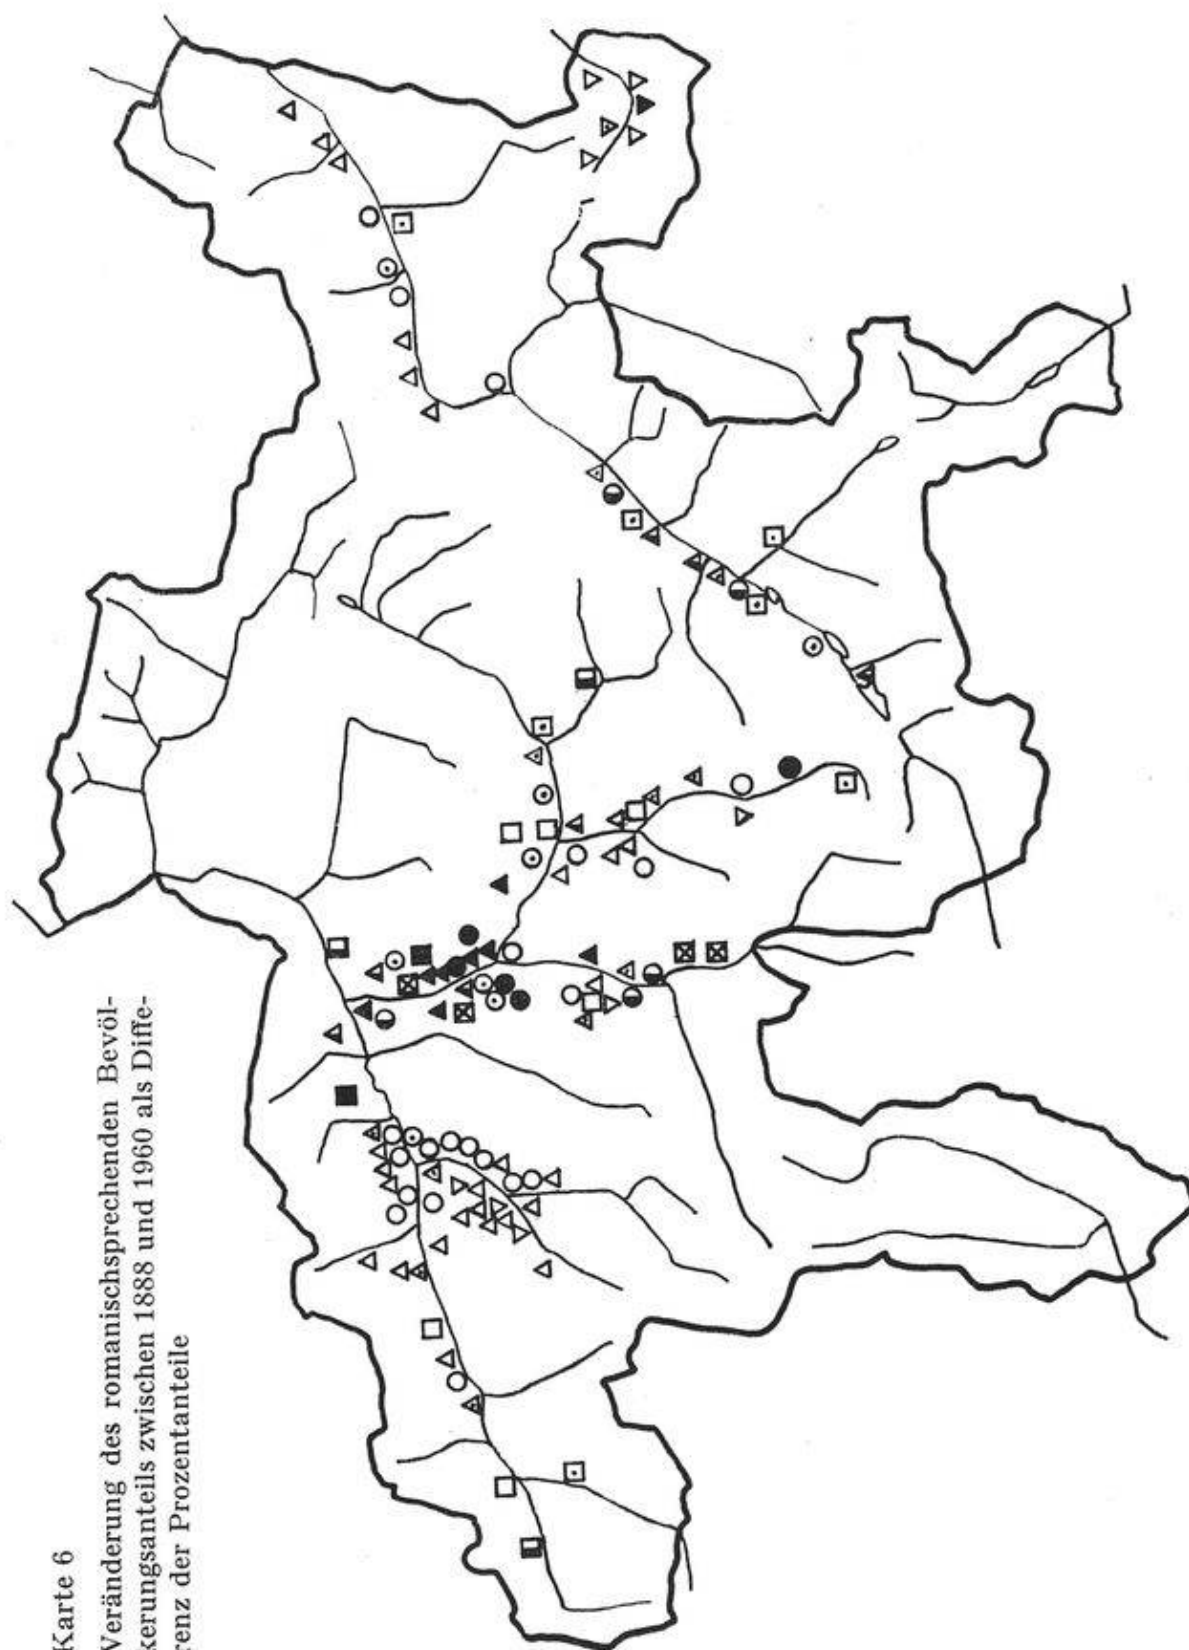 Karte 6
Veränderung des romanischsprechenden Bevöl-
kerungsanteils zwischen 1888 und 1960 als Diffe-
renz der Prozentanteile